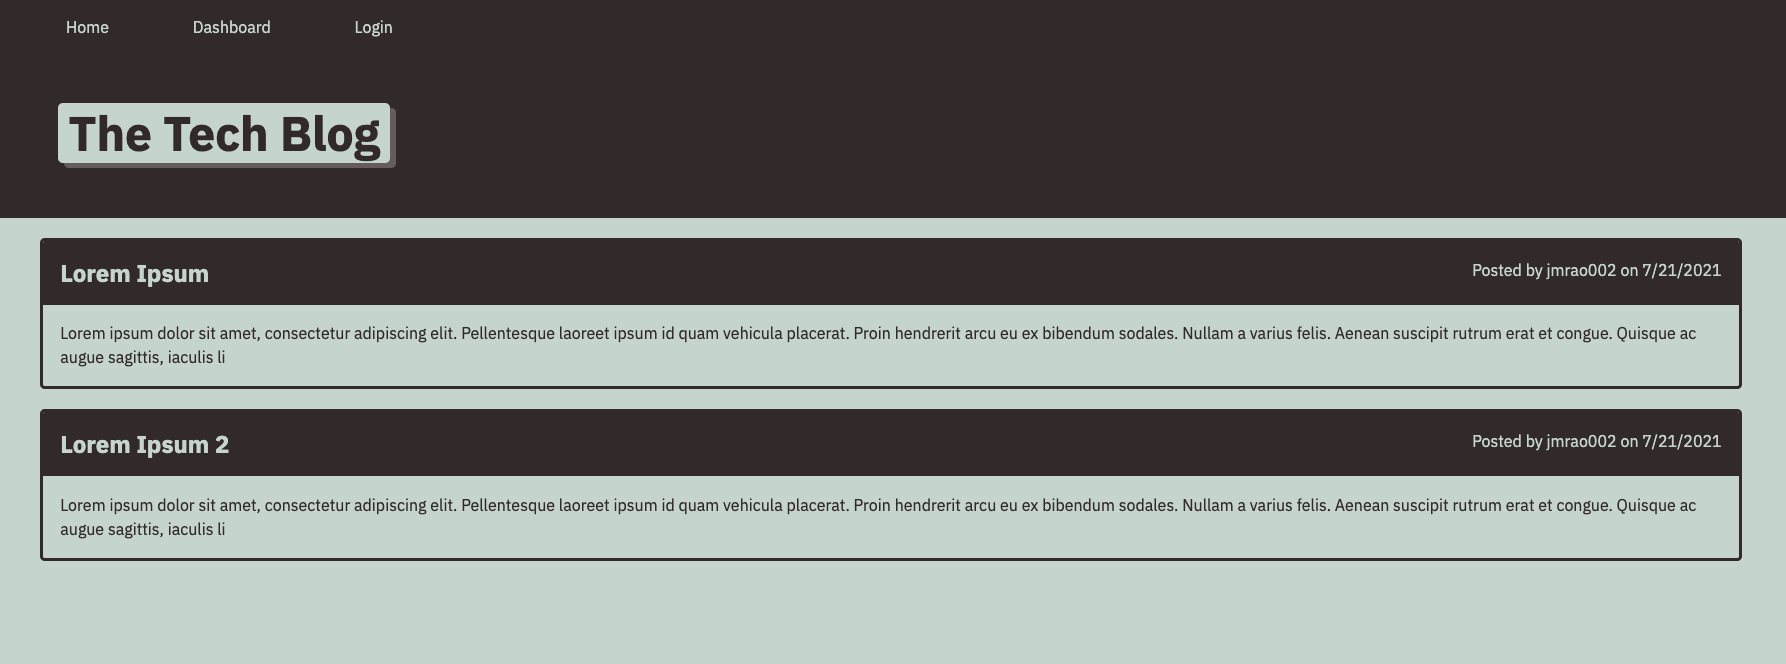 Home Dashboard Login
The Tech Blog
Lorem Ipsum
Posted by jmrao002 on 7/21/2021
Lorem ipsum dolor sit amet, consectetur adipiscing elit. Pellentesque laoreet ipsum id quam vehicula placerat. Proin hendrerit arcu eu ex bibendum sodales. Nullam a varius felis. Aenean suscipit rutrum erat et congue. Quisque ac
augue sagittis, iaculis li
Lorem Ipsum 2
Posted by jmrao002 on 7/21/2021
Lorem ipsum dolor sit amet, consectetur adipiscing elit. Pellentesque laoreet ipsum id quam vehicula placerat. Proin hendrerit arcu eu ex bibendum sodales. Nullam a varius felis. Aenean suscipit rutrum erat et congue. Quisque ac
augue sagittis, iaculis li